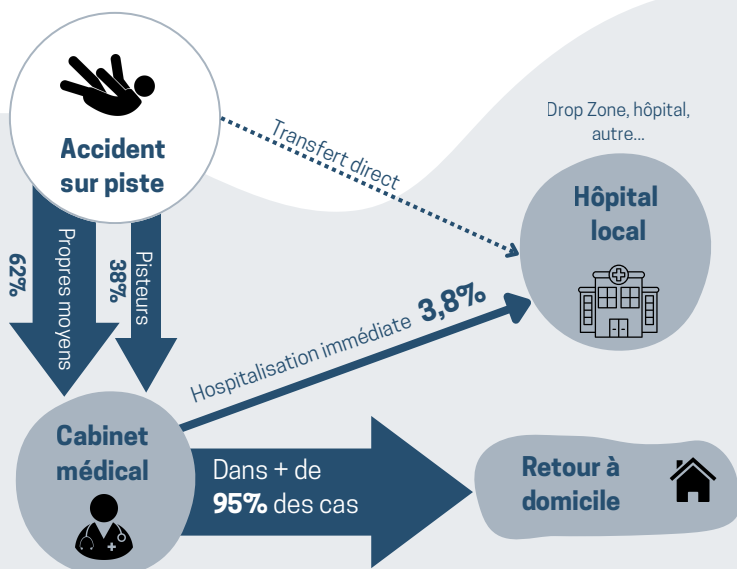 Accident
sur piste
Transfert direct
Drop Zone, hôpital,
autre...
Hôpital
local
62%
Propres moyens
38%
Pisteurs
Hospitalisation immédiate 3,8%
Cabinet
médical
Dans + de
95% des cas
Retour à
domicile